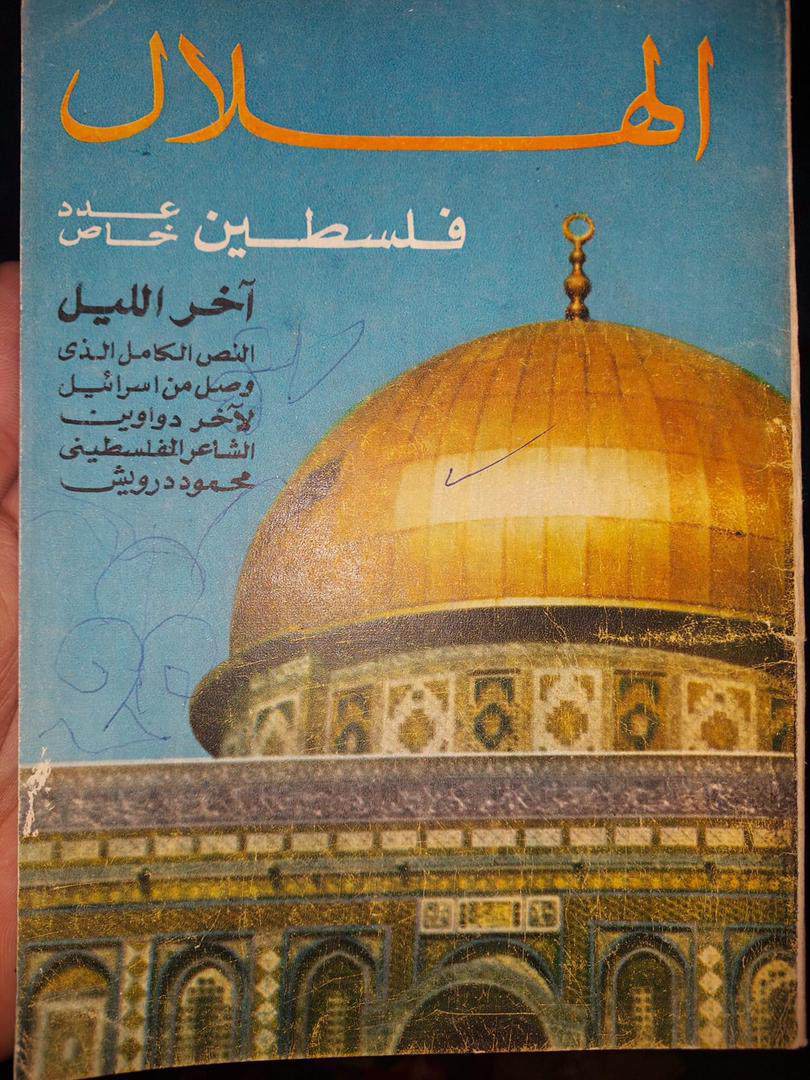 الهلال
فلسطين عدد خاص
آخر الليل
النص الكامل الذى
وصل من اسرائيل
لآخر دواوين
الشاعر الفلسطينى
محمود درويش